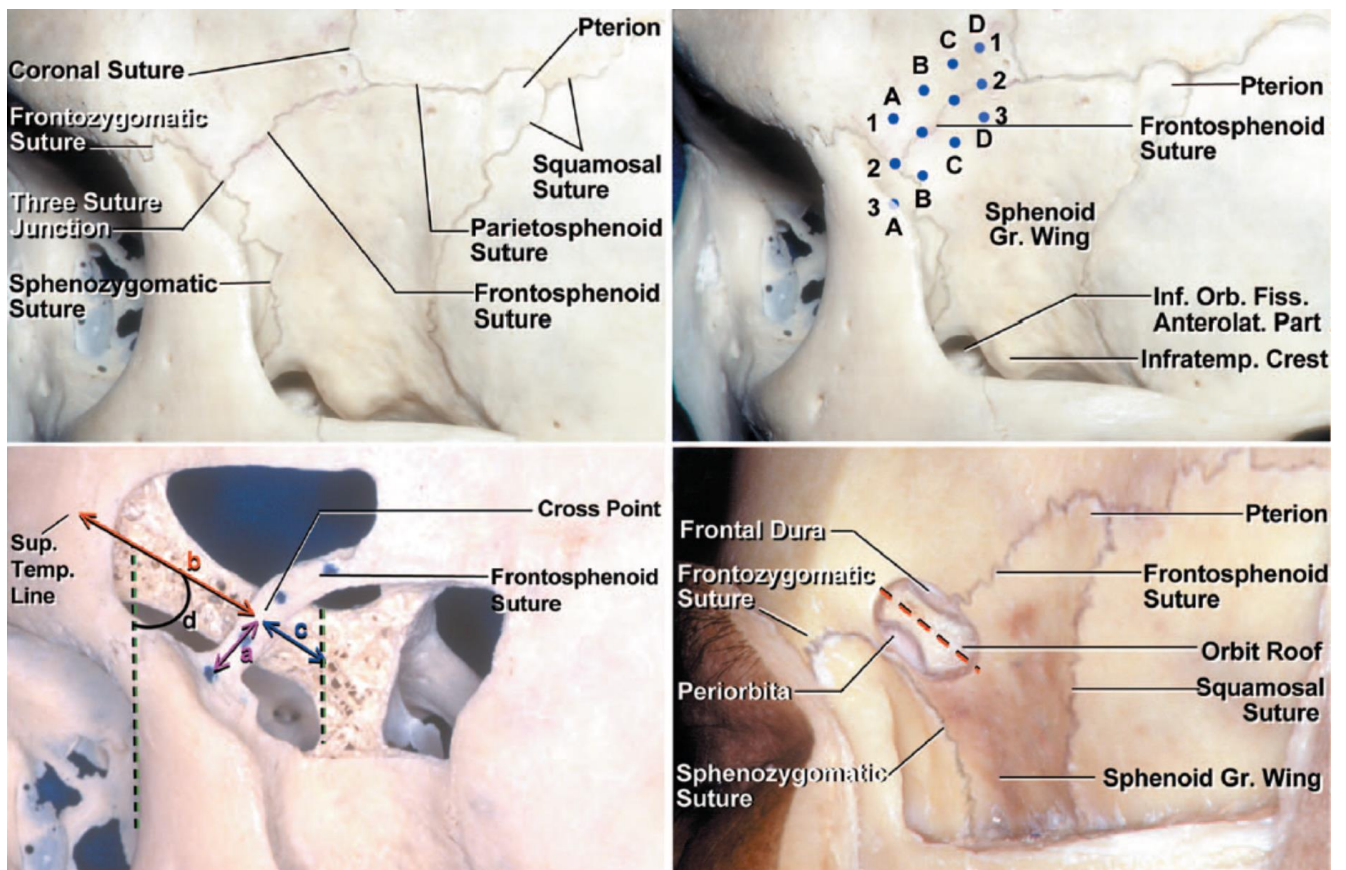 Pterion
Coronal Suture
Frontozygomatic
Suture
Squamosal
Suture
Three Suture
Junction
Parietosphenoid
Suture
Sphenozygomatic
Suture
Frontosphenoid
Suture
D
C
1
B
2
Pterion
A
3
1
D
Frontosphenoid
Suture
C
2
B
3
A
Sphenoid
Gr. Wing
Inf. Orb. Fiss.
Anterolat. Part
Infratemp. Crest
Cross Point
Sup.
Temp.
Line
b
Frontosphenoid
Suture
d
c
a
Pterion
Frontal Dura
Frontozygomatic
Suture
Frontosphenoid
Suture
Orbit Roof
Periorbita
Squamosal
Suture
Sphenozygomatic
Suture
Sphenoid Gr. Wing